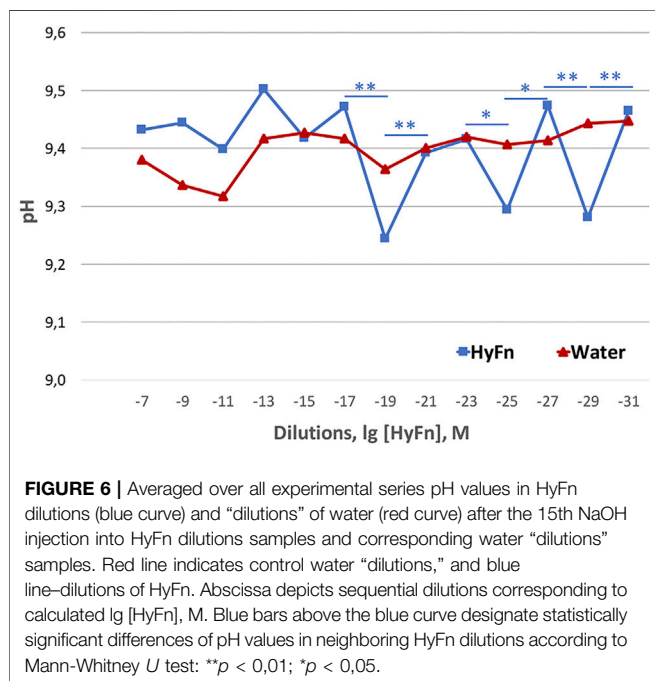 9,6
9,5
9,4
9,3
9,2
9,1
9,0
pH
** ** * * ** **
HyFn Water
-7 -9 -11 -13 -15 -17 -19 -21 -23 -25 -27 -29 -31
Dilutions, lg [HyFn], M
FIGURE 6 | Averaged over all experimental series pH values in HyFn
dilutions (blue curve) and “dilutions” of water (red curve) after the 15th NaOH
injection into HyFn dilutions samples and corresponding water “dilutions”
samples. Red line indicates control water “dilutions,” and blue
line–dilutions of HyFn. Abscissa depicts sequential dilutions corresponding to
calculated lg [HyFn], M. Blue bars above the blue curve designate statistically
significant differences of pH values in neighboring HyFn dilutions according to
Mann-Whitney U test: **p < 0,01; *p < 0,05.